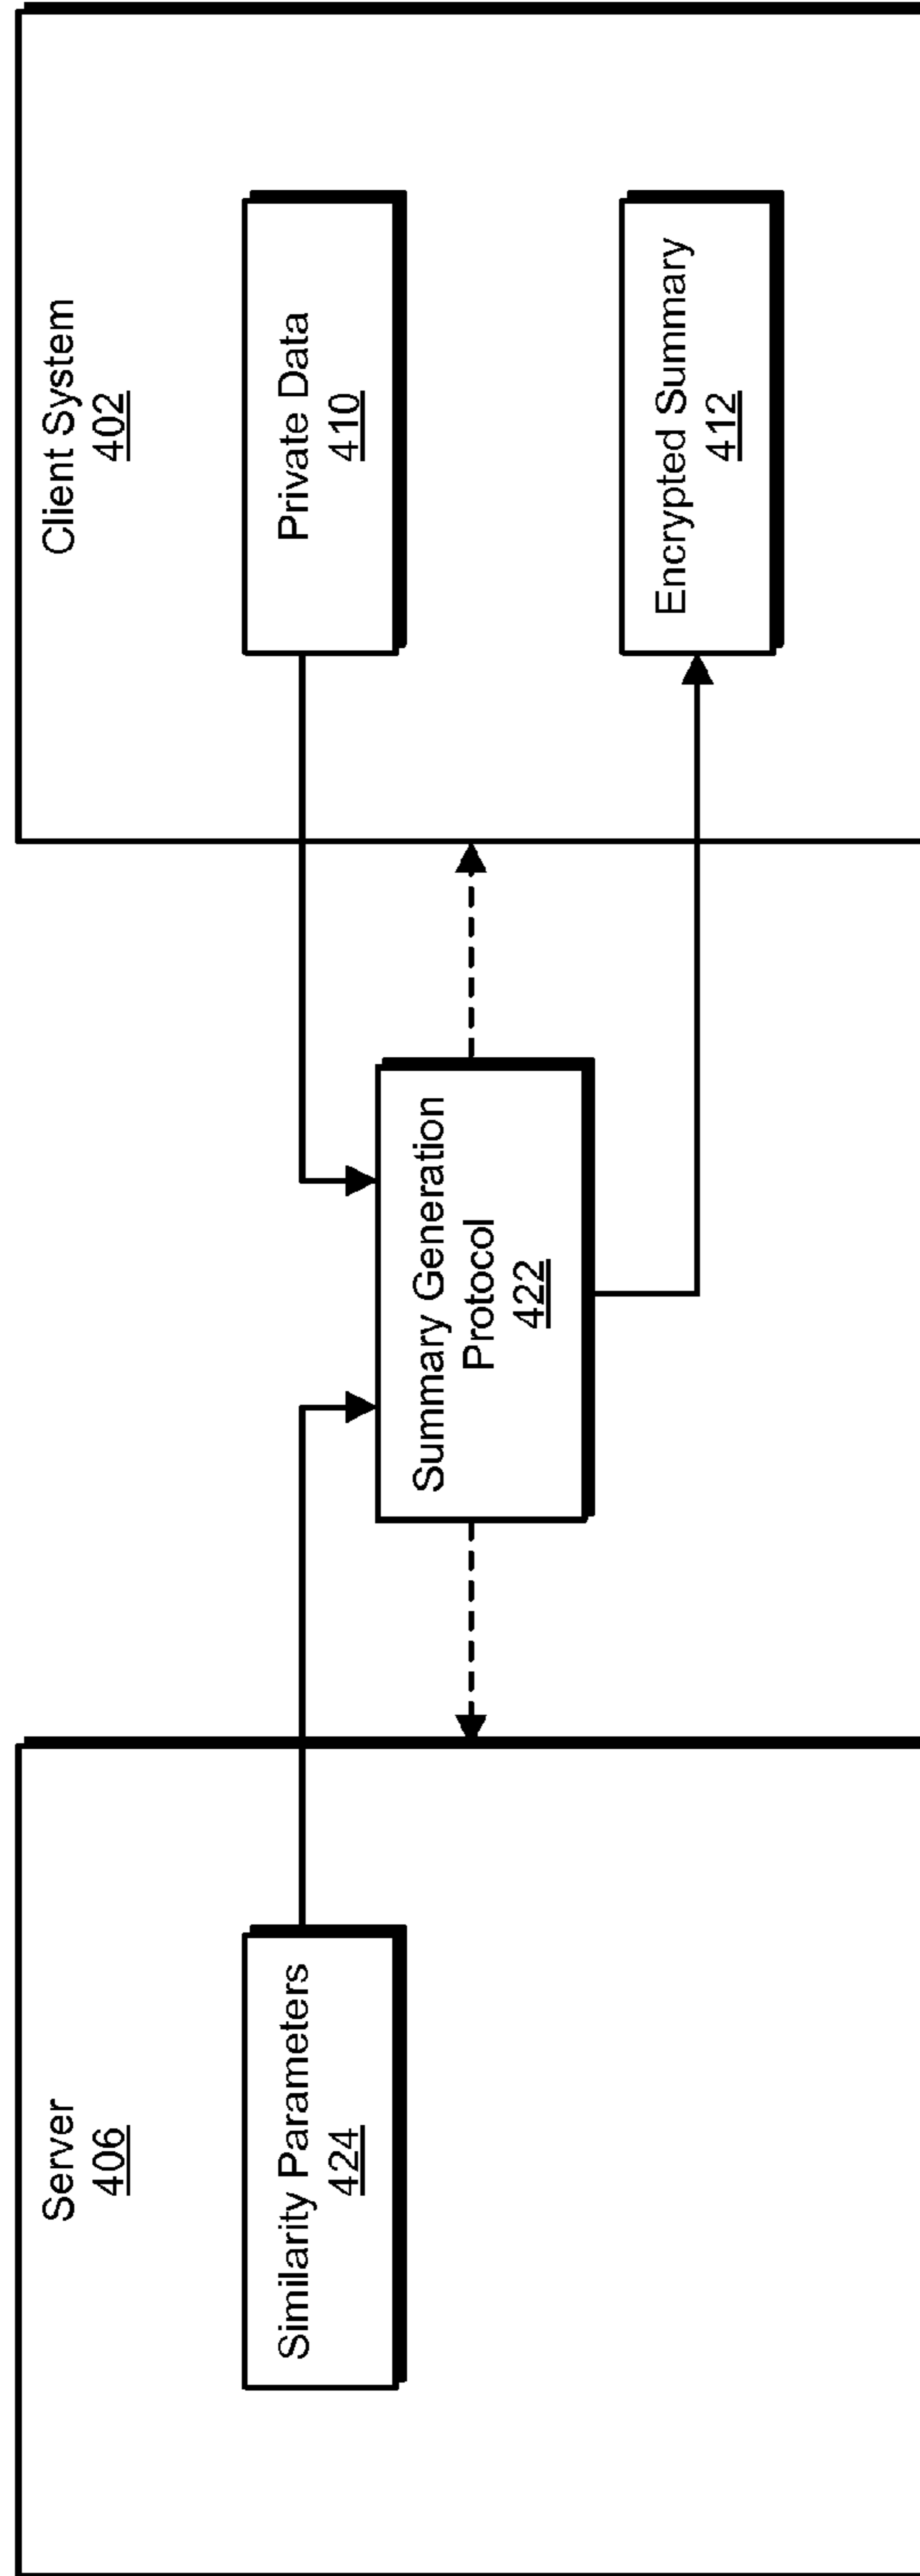 Server
406
Similarity Parameters
424
Summary Generation
Protocol
422
Client System
402
Private Data
410
Encrypted Summary
412